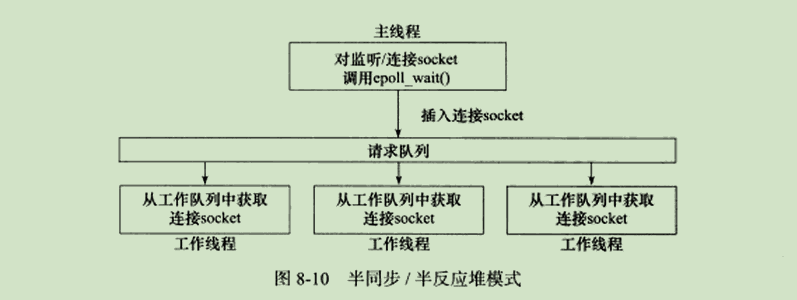 主线程
对监听/连接socket
调用epoll_wait()
插入连接socket
请求队列
从工作队列中获取
连接socket
从工作队列中获取
连接socket
从工作队列中获取
连接socket
工作线程
工作线程
工作线程
图 8-10 半同步 / 半反应堆模式